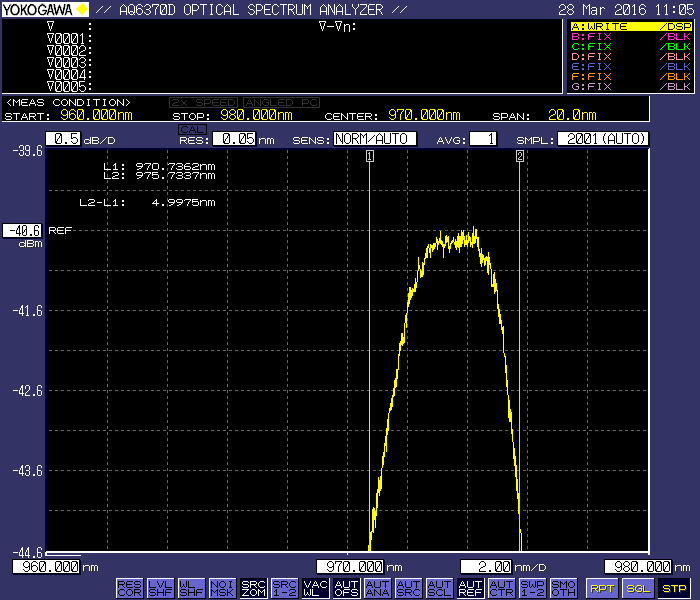 YOKOGAWA // AQ6370D OPTICAL SPECTRUM ANALYZER // 28 Mar 2016 11:05
∇ : ∇-∇n:
∇0001:
∇0002:
∇0003:
∇0004:
∇0005:
A:WRITE /DSP
B:FIX /BLK
C:FIX /BLK
D:FIX /BLK
E:FIX /BLK
F:FIX /BLK
G:FIX /BLK
<MEAS CONDITION> 2X SPEED ANGLED PC
START: 960.000nm STOP: 980.000nm CENTER: 970.000nm SPAN: 20.0nm
CAL
0.5 dB/D RES: 0.05 nm SENS: NORM/AUTO AVG: 1 SMPL: 2001(AUTO)
-39.6
L1: 970.7362nm
L2: 975.7337nm
L2-L1: 4.9975nm
1 2
-40.6 REF
dBm
-41.6
-42.6
-43.6
-44.6
960.000 nm 970.000 nm 2.00 nm/D 980.000 nm
RES COR
LVL SHF
WL SHF
NOI MSK
SRC ZOM
SRC 1-2
VAC WL
AUT OFS
AUT ANA
AUT SRC
AUT SCL
AUT REF
AUT CTR
SWP 1-2
SMO OTH
RPT
SGL
STP